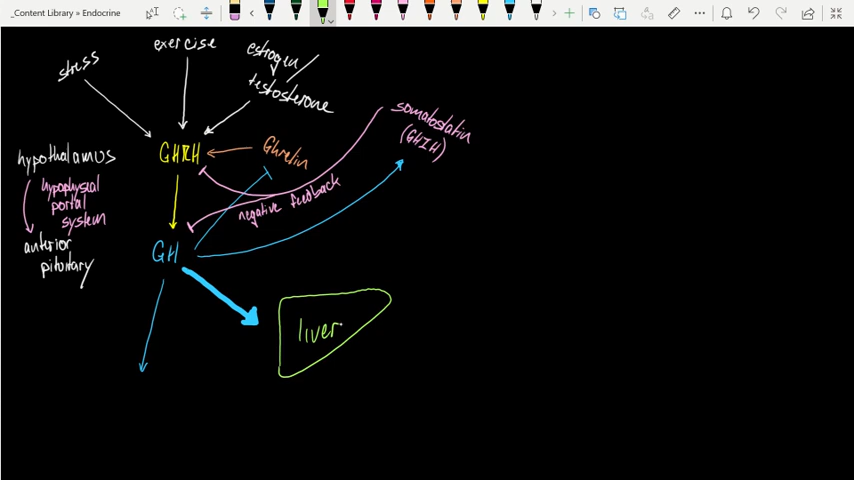 _Content Library » Endocrine
stress
exercise
estrogen/
testosterone
somatostatin
(GHIH)
hypothalamus
GHRH
Ghrelin
hypophysial
portal
system
negative feedback
anterior
pituitary
GH
liver